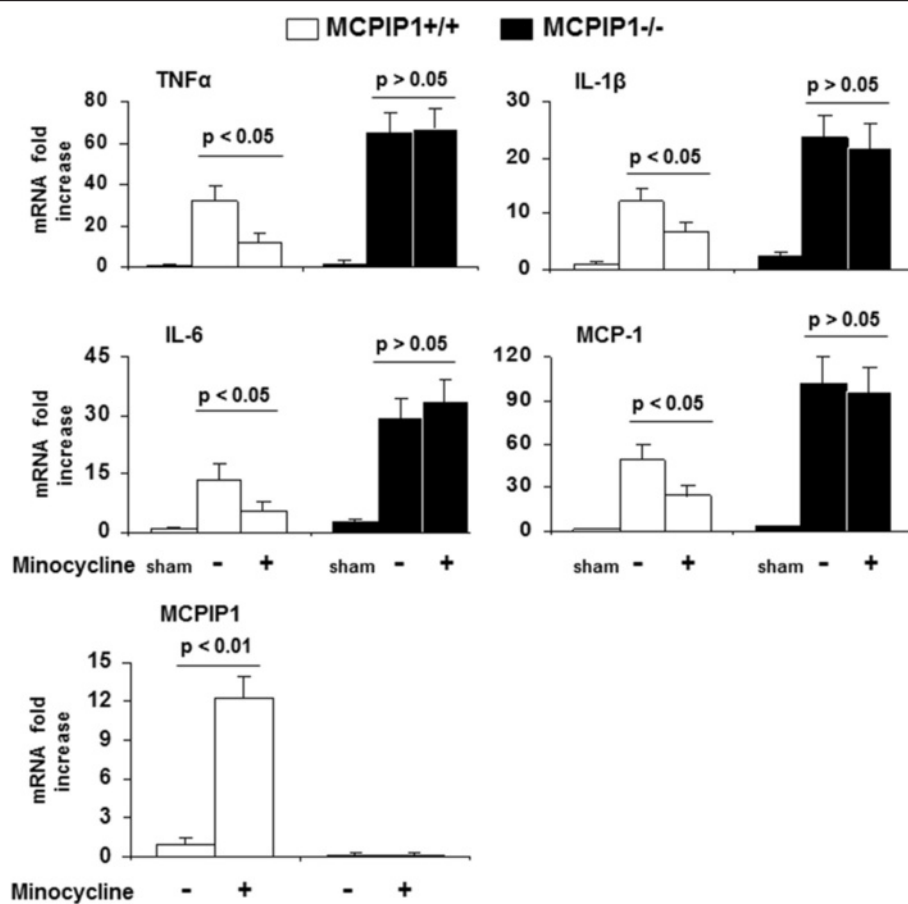 MCPIP1+/+ MCPIP1-/-
TNFα
p < 0.05
p > 0.05
mRNA fold
increase
80
60
40
20
0
IL-1β
p < 0.05
p > 0.05
30
20
10
0
IL-6
p < 0.05
p > 0.05
mRNA fold
increase
45
30
15
0
MCP-1
p < 0.05
p > 0.05
120
90
60
30
0
Minocycline sham - + sham - + sham - + sham - +
MCPIP1
p < 0.01
mRNA fold
increase
15
12
9
6
3
0
Minocycline - + - +